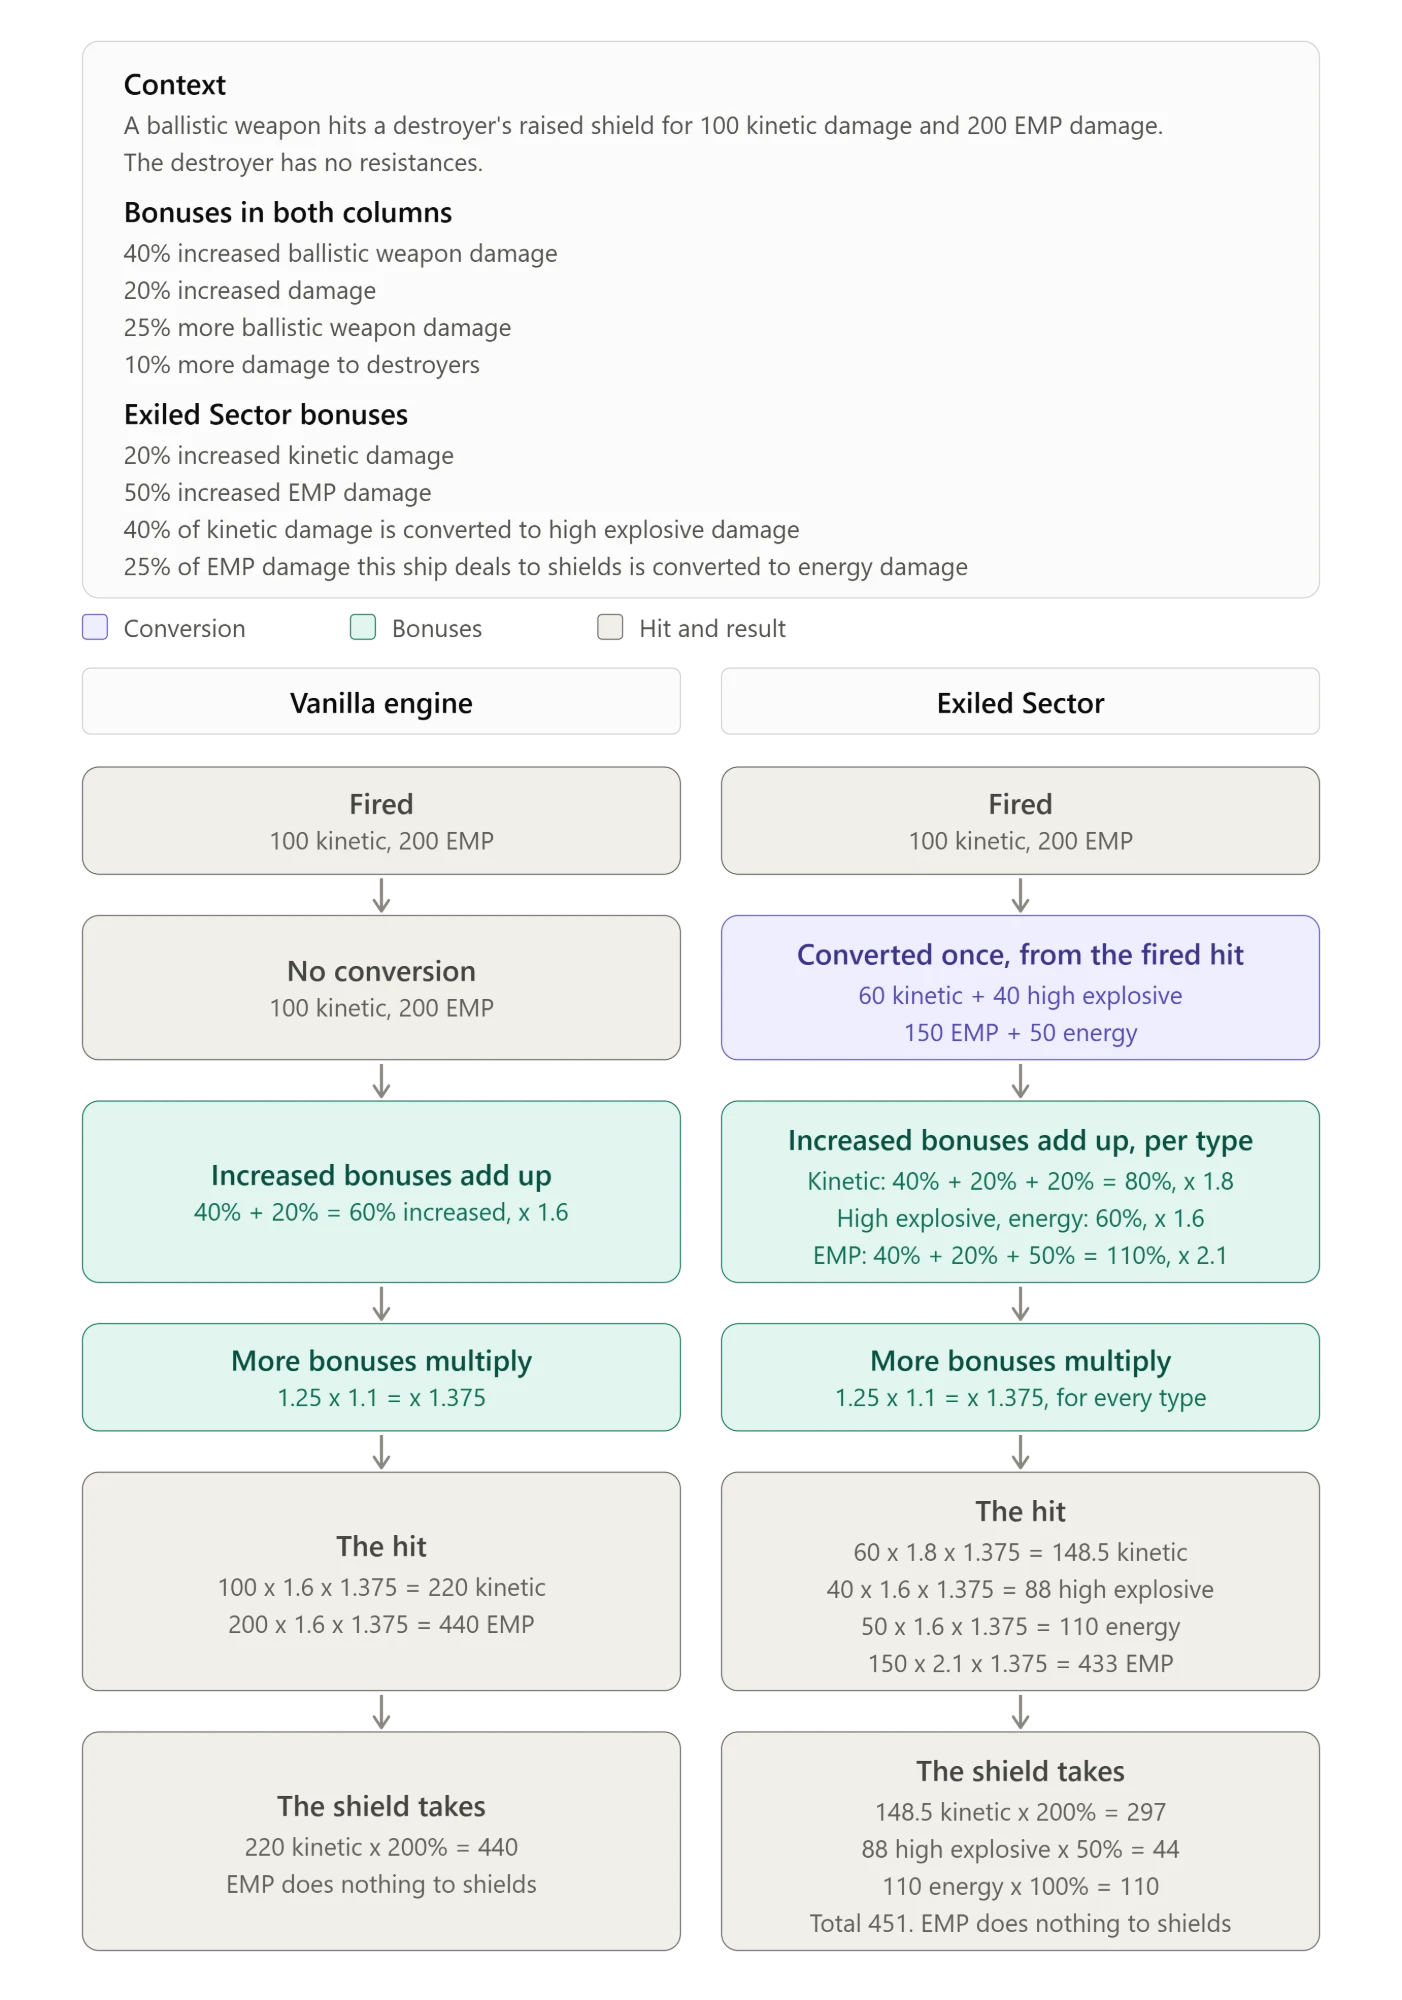 Context
A ballistic weapon hits a destroyer's raised shield for 100 kinetic damage and 200 EMP damage.
The destroyer has no resistances.
Bonuses in both columns
40% increased ballistic weapon damage
20% increased damage
25% more ballistic weapon damage
10% more damage to destroyers
Exiled Sector bonuses
20% increased kinetic damage
50% increased EMP damage
40% of kinetic damage is converted to high explosive damage
25% of EMP damage this ship deals to shields is converted to energy damage
Conversion
Bonuses
Hit and result
Vanilla engine
Fired
100 kinetic, 200 EMP
No conversion
100 kinetic, 200 EMP
Increased bonuses add up
40% + 20% = 60% increased, x 1.6
More bonuses multiply
1.25 x 1.1 = x 1.375
The hit
100 x 1.6 x 1.375 = 220 kinetic
200 x 1.6 x 1.375 = 440 EMP
The shield takes
220 kinetic x 200% = 440
EMP does nothing to shields
Exiled Sector
Fired
100 kinetic, 200 EMP
Converted once, from the fired hit
60 kinetic + 40 high explosive
150 EMP + 50 energy
Increased bonuses add up, per type
Kinetic: 40% + 20% + 20% = 80%, x 1.8
High explosive, energy: 60%, x 1.6
EMP: 40% + 20% + 50% = 110%, x 2.1
More bonuses multiply
1.25 x 1.1 = x 1.375, for every type
The hit
60 x 1.8 x 1.375 = 148.5 kinetic
40 x 1.6 x 1.375 = 88 high explosive
50 x 1.6 x 1.375 = 110 energy
150 x 2.1 x 1.375 = 433 EMP
The shield takes
148.5 kinetic x 200% = 297
88 high explosive x 50% = 44
110 energy x 100% = 110
Total 451. EMP does nothing to shields